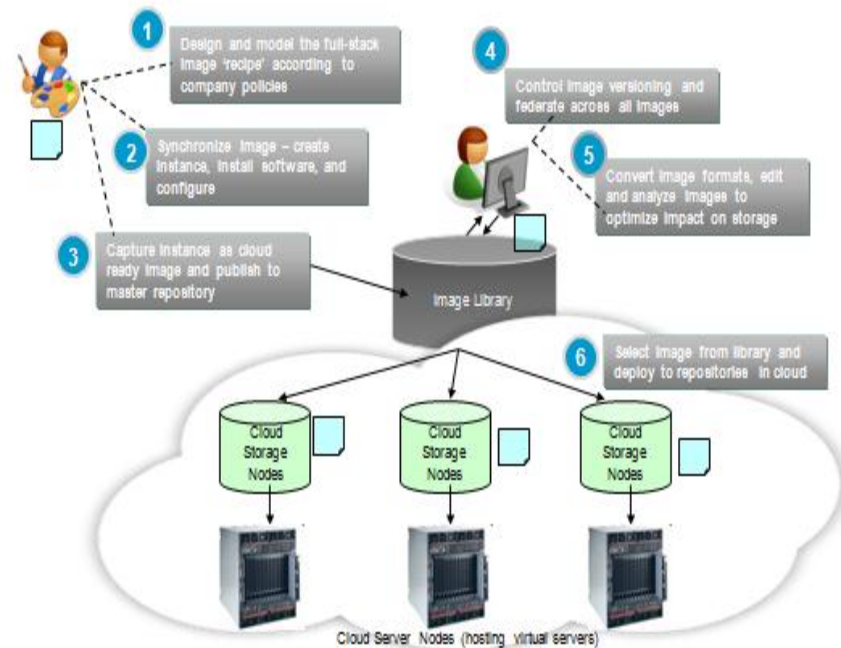 1
Design and model the full-stack
image 'recipe' according to
company policies
2
Synchronize image – create
instance, install software, and
configure
3
Capture instance as cloud
ready image and publish to
master repository
4
Control image versioning and
federate across all images
5
Convert image formats, edit
and analyze images to
optimize impact on storage
Image Library
6
Select image from library and
deploy to repositories in cloud
Cloud
Storage
Nodes
Cloud
Storage
Nodes
Cloud
Storage
Nodes
Cloud Server Nodes (hosting virtual servers)